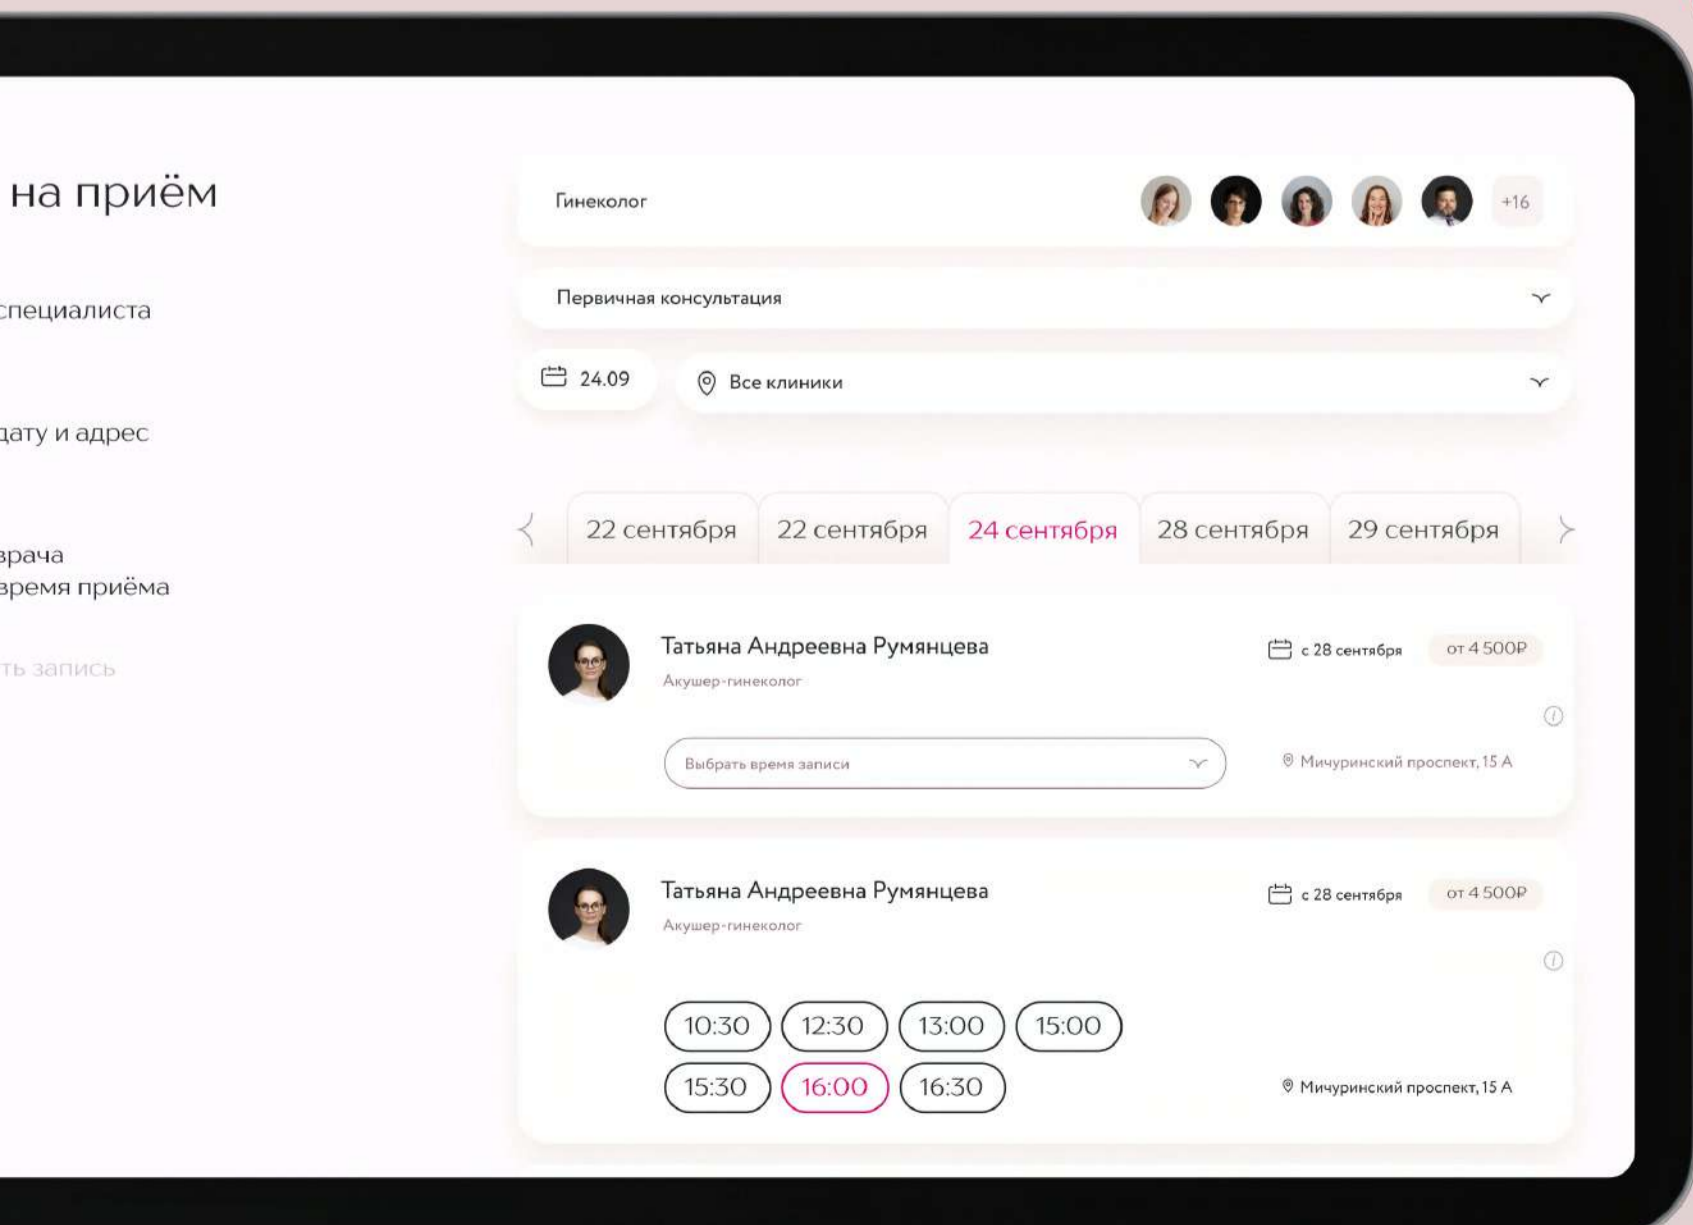 на приём
специалиста
дату и адрес
врача
время приёма
ть запись
Гинеколог
+16
Первичная консультация
24.09
Все клиники
22 сентября
22 сентября
24 сентября
28 сентября
29 сентября
Татьяна Андреевна Румянцева
с 28 сентября
от 4 500₽
Акушер-гинеколог
Выбрать время записи
Мичуринский проспект, 15 А
Татьяна Андреевна Румянцева
с 28 сентября
от 4 500₽
Акушер-гинеколог
10:30
12:30
13:00
15:00
15:30
16:00
16:30
Мичуринский проспект, 15 А